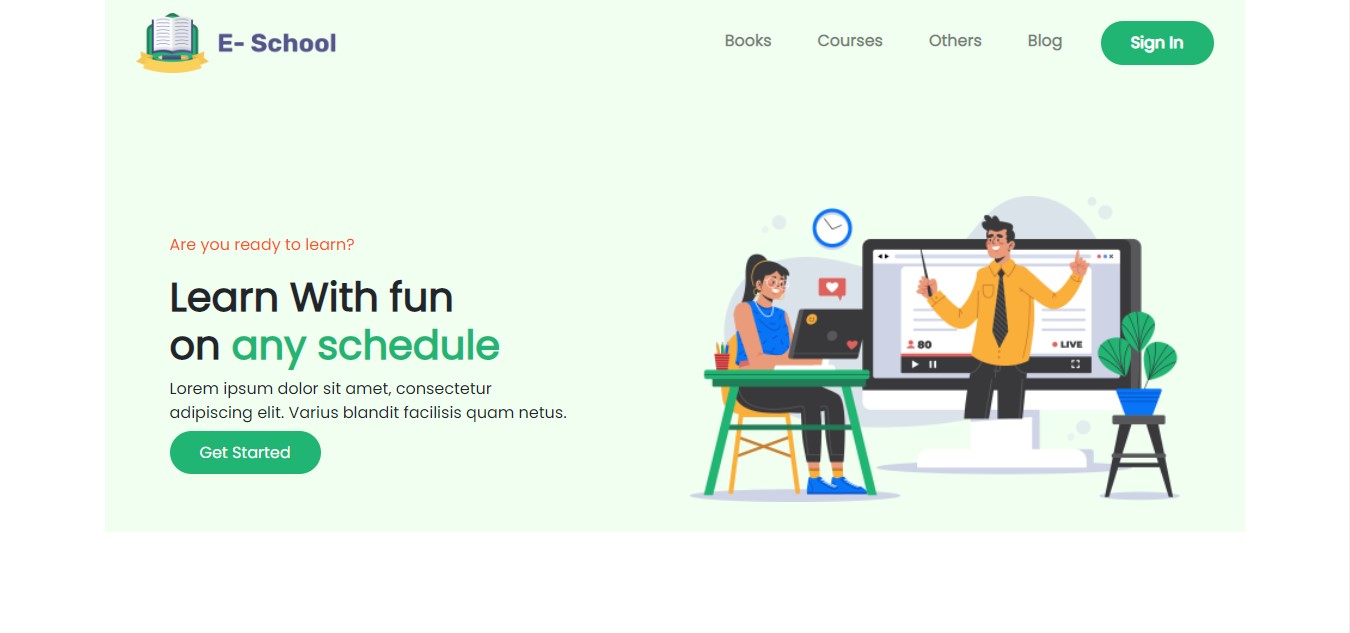 E- School
Books
Courses
Others
Blog
Sign In
Are you ready to learn?
Learn With fun
on any schedule
Lorem ipsum dolor sit amet, consectetur
adipiscing elit. Varius blandit facilisis quam netus.
Get Started
80
LIVE